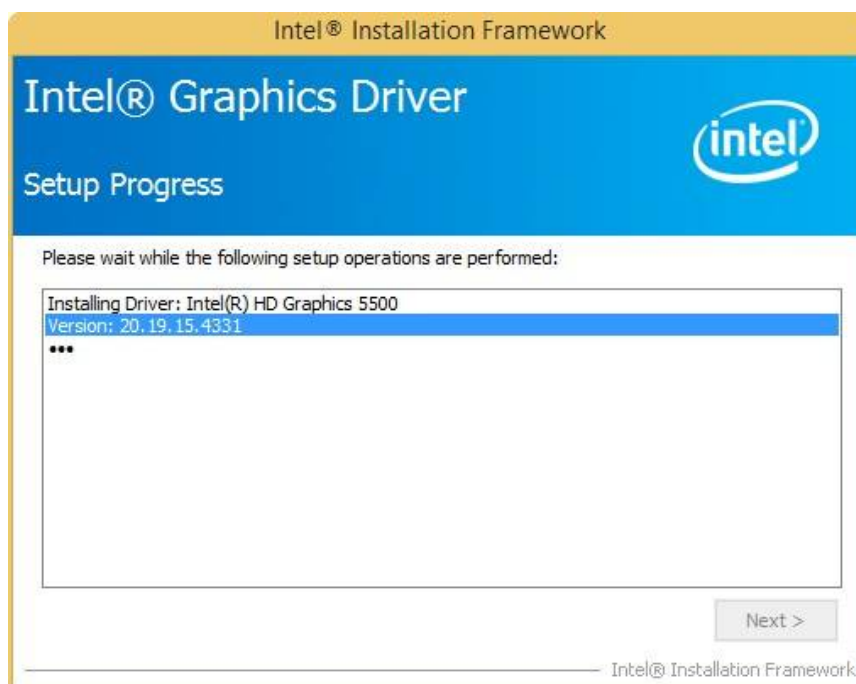 Intel® Installation Framework
Intel® Graphics Driver
intel
Setup Progress
Please wait while the following setup operations are performed:
Installing Driver: Intel(R) HD Graphics 5500
Version: 20.19.15.4331
•••
Next >
Intel® Installation Framework